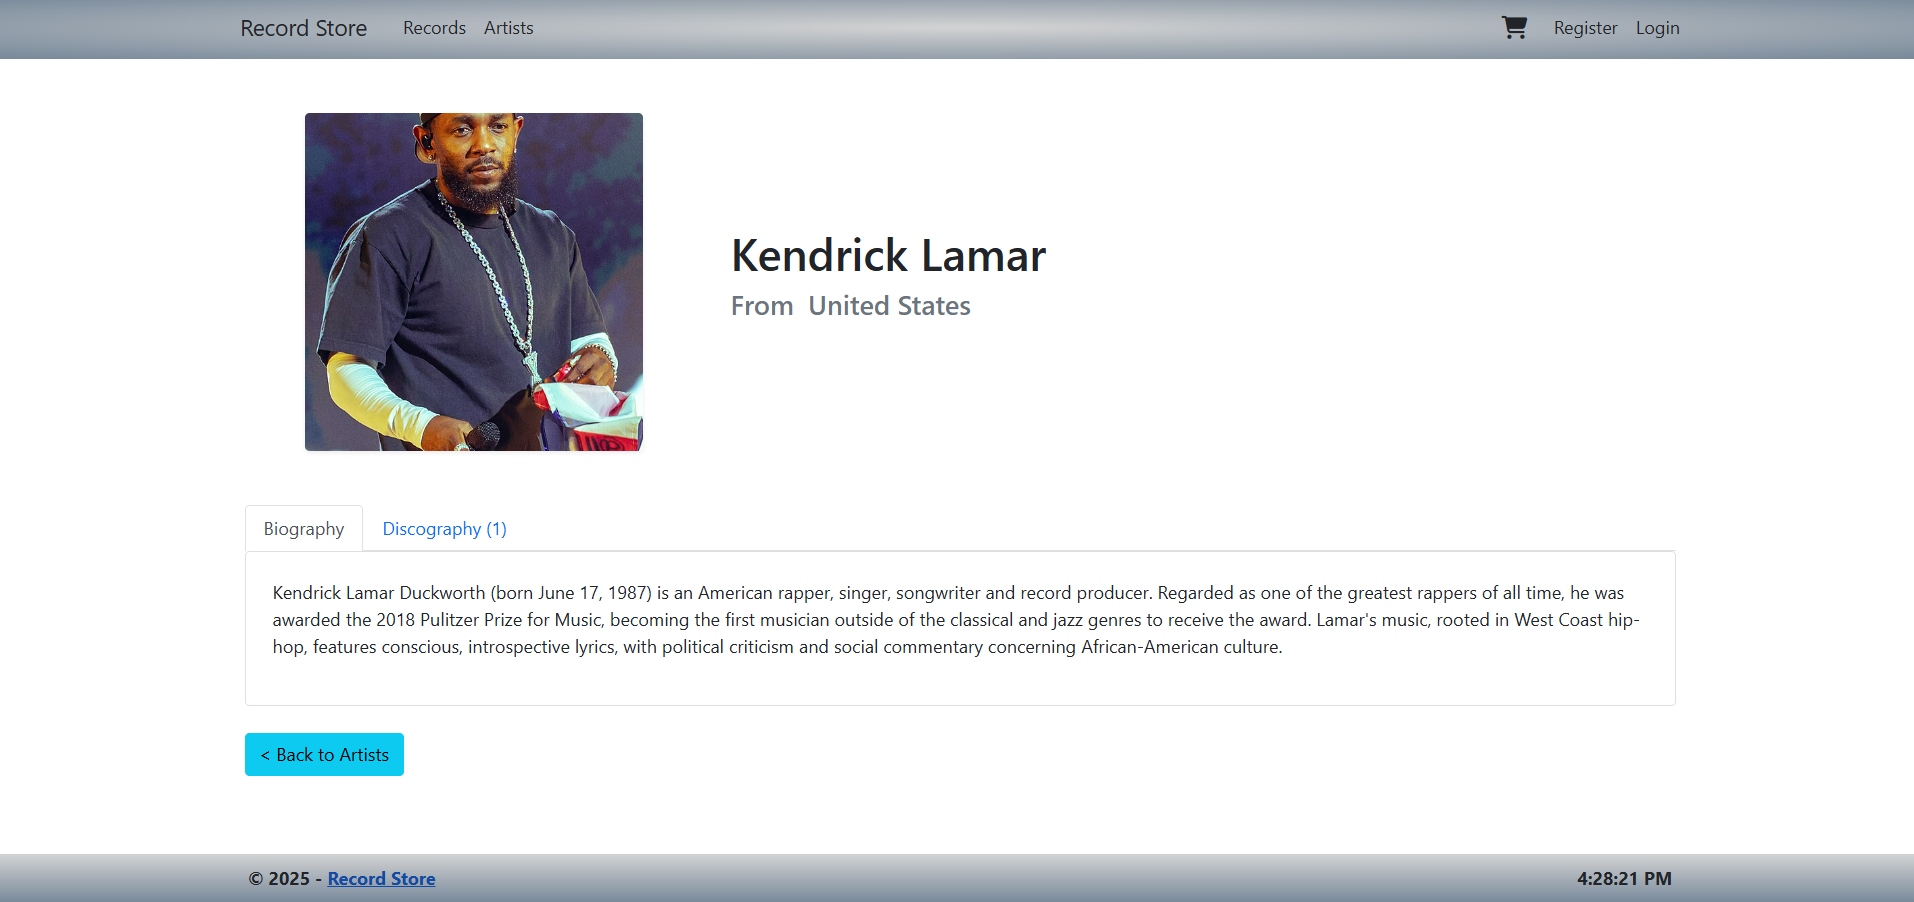 Record Store Records Artists Register Login
Kendrick Lamar
From United States
Biography Discography (1)
Kendrick Lamar Duckworth (born June 17, 1987) is an American rapper, singer, songwriter and record producer. Regarded as one of the greatest rappers of all time, he was
awarded the 2018 Pulitzer Prize for Music, becoming the first musician outside of the classical and jazz genres to receive the award. Lamar's music, rooted in West Coast hip-
hop, features conscious, introspective lyrics, with political criticism and social commentary concerning African-American culture.
< Back to Artists
© 2025 - Record Store 4:28:21 PM